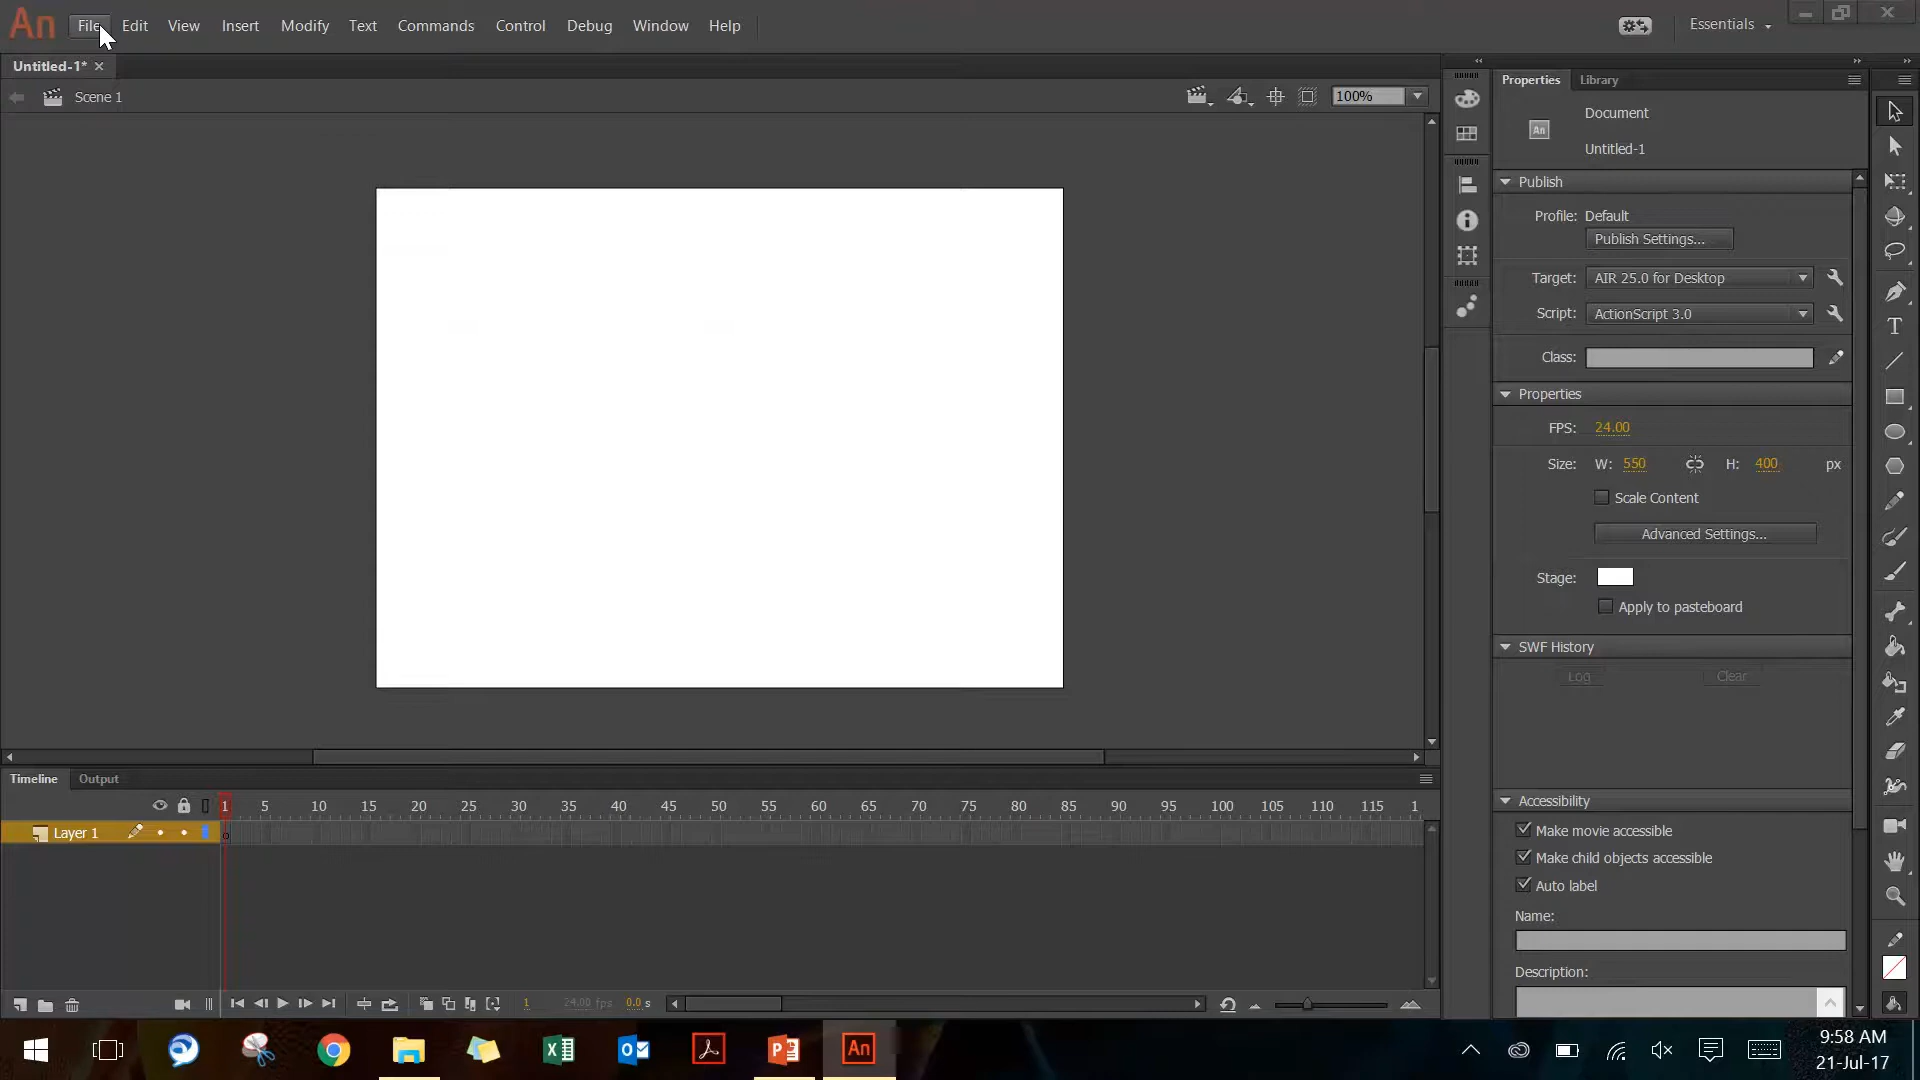 An File Edit View Insert Modify Text Commands Control Debug Window Help Essentials
Untitled-1*
Scene 1
100%
Properties Library
An
Document
Untitled-1
Publish
Profile: Default
Publish Settings...
Target: AIR 25.0 for Desktop
Script: ActionScript 3.0
Class:
Properties
FPS: 24.00
Size: W: 550 H: 400 px
Scale Content
Advanced Settings...
Stage:
Apply to pasteboard
SWF History
Log Clear
Accessibility
Make movie accessible
Make child objects accessible
Auto label
Name:
Description:
Timeline Output
1 5 10 15 20 25 30 35 40 45 50 55 60 65 70 75 80 85 90 95 100 105 110 115 1
Layer 1
1 24.00 fps 0.0 s
An
9:58 AM
21-Jul-17